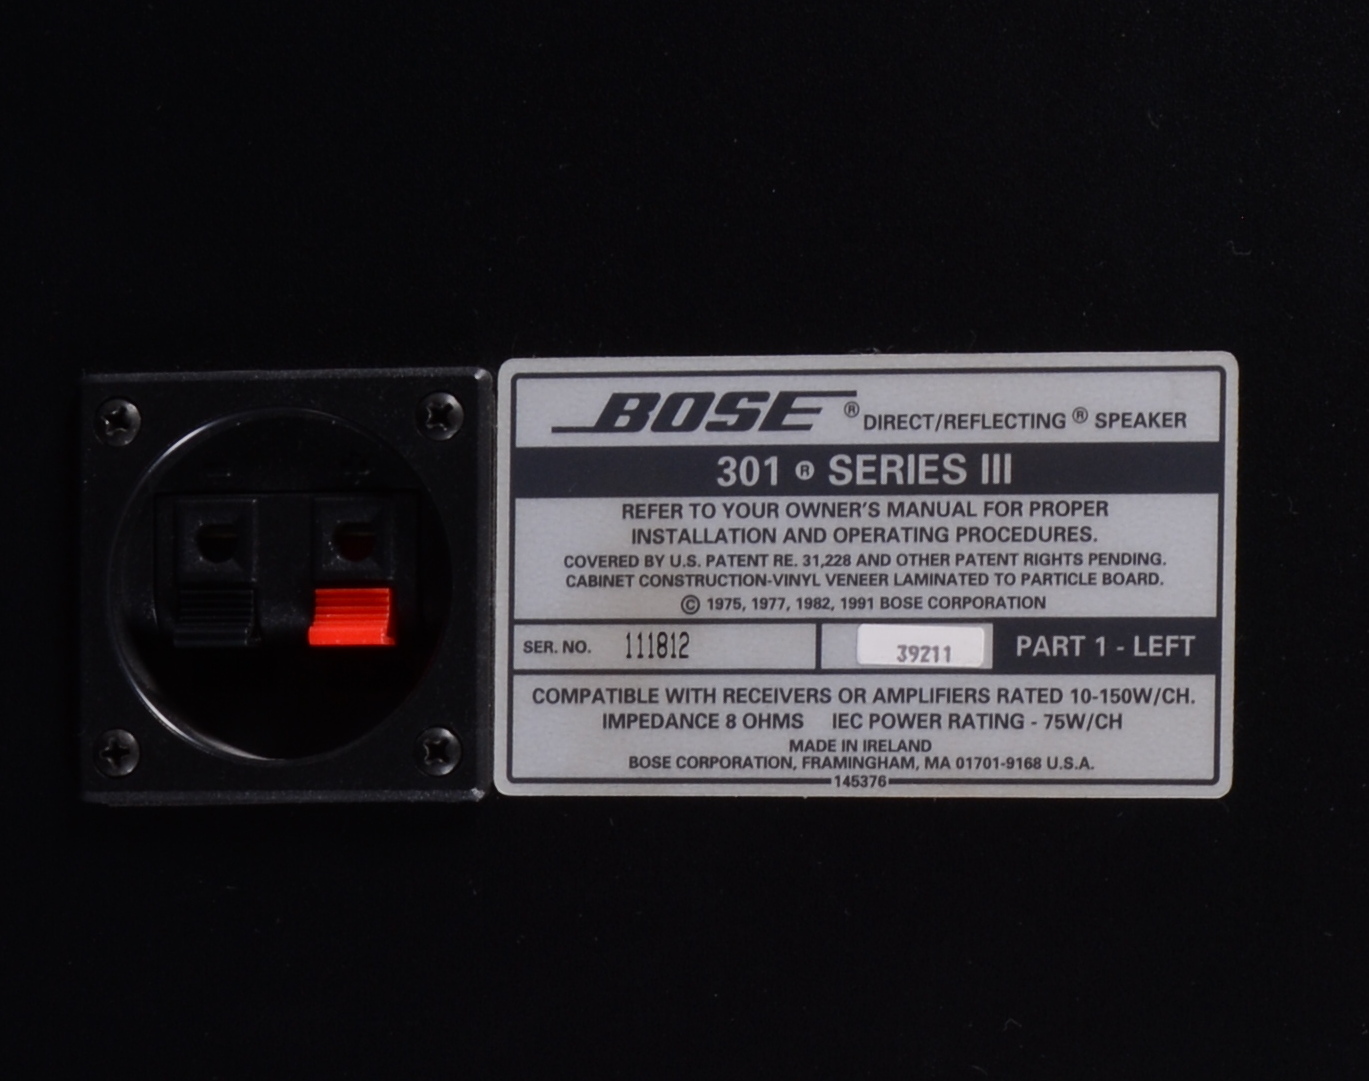 BOSE ® DIRECT/REFLECTING ® SPEAKER
301 ® SERIES III
REFER TO YOUR OWNER'S MANUAL FOR PROPER
INSTALLATION AND OPERATING PROCEDURES.
COVERED BY U.S. PATENT RE. 31,228 AND OTHER PATENT RIGHTS PENDING.
CABINET CONSTRUCTION-VINYL VENEER LAMINATED TO PARTICLE BOARD.
© 1975, 1977, 1982, 1991 BOSE CORPORATION
SER. NO. 111812 39211 PART 1 - LEFT
COMPATIBLE WITH RECEIVERS OR AMPLIFIERS RATED 10-150W/CH.
IMPEDANCE 8 OHMS IEC POWER RATING - 75W/CH
MADE IN IRELAND
BOSE CORPORATION, FRAMINGHAM, MA 01701-9168 U.S.A.
145376